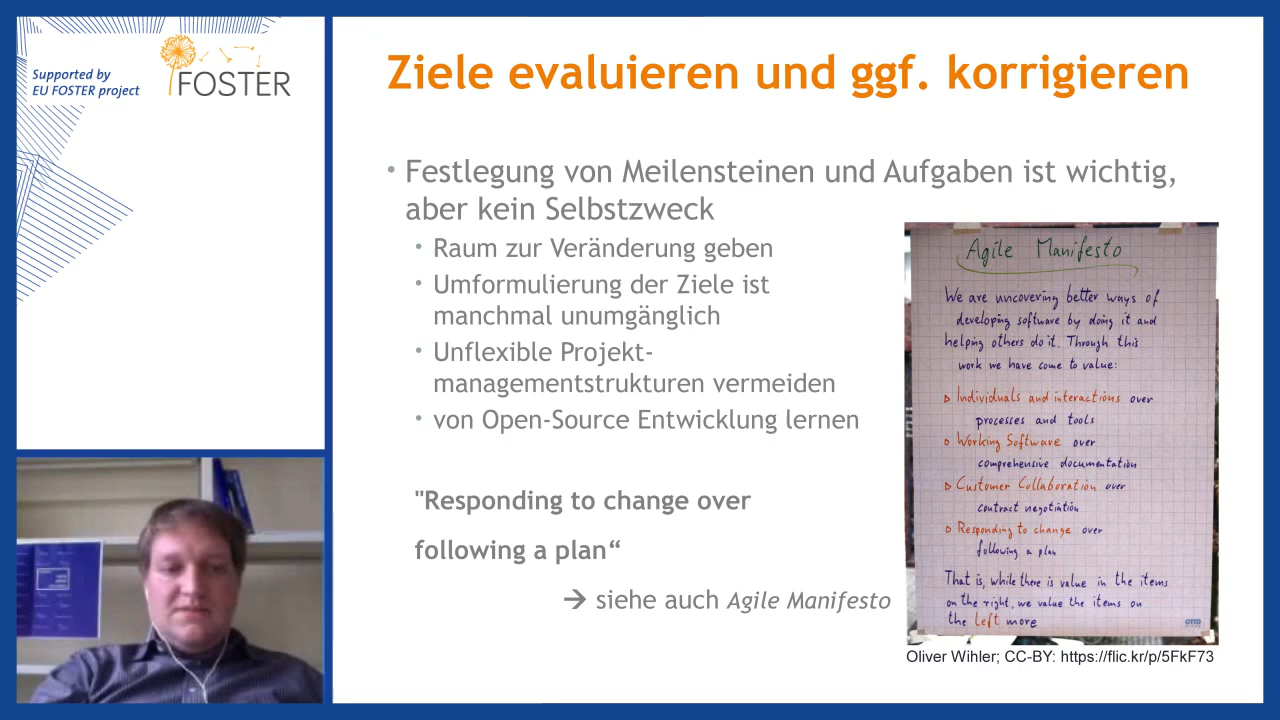 Supported by
EU FOSTER project
FOSTER
Ziele evaluieren und ggf. korrigieren
• Festlegung von Meilensteinen und Aufgaben ist wichtig,
aber kein Selbstzweck
• Raum zur Veränderung geben
• Umformulierung der Ziele ist
manchmal unumgänglich
• Unflexible Projekt-
managementstrukturen vermeiden
• von Open-Source Entwicklung lernen
"Responding to change over
following a plan“
→ siehe auch Agile Manifesto
Agile Manifesto
We are uncovering better ways of
developing software by doing it and
helping others do it. Through this
work we have come to value:
▷ Individuals and interactions over
processes and tools
▷ Working Software over
comprehensive documentation
▷ Customer Collaboration over
contract negotiation
▷ Responding to change over
following a plan
That is, while there is value in the items
on the right, we value the items on
the left more
otto
Oliver Wihler; CC-BY: https://flic.kr/p/5FkF73